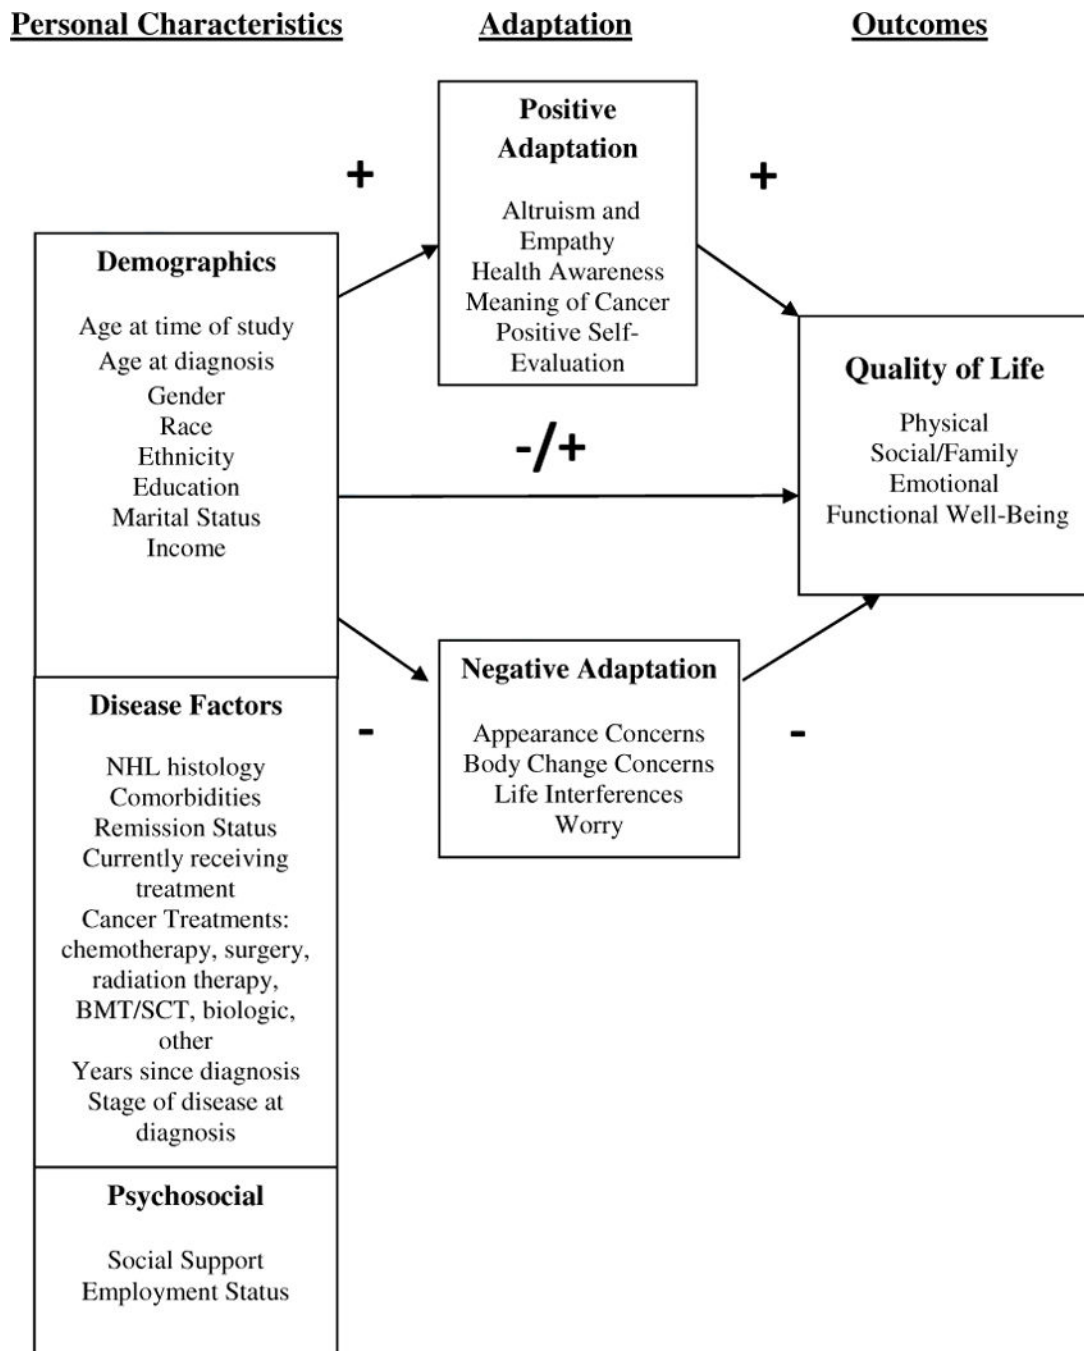 Personal Characteristics
Adaptation
Outcomes
Positive
Adaptation
Altruism and
Empathy
Health Awareness
Meaning of Cancer
Positive Self-
Evaluation
+
+
Demographics
Age at time of study
Age at diagnosis
Gender
Race
Ethnicity
Education
Marital Status
Income
-/+
Quality of Life
Physical
Social/Family
Emotional
Functional Well-Being
Disease Factors
NHL histology
Comorbidities
Remission Status
Currently receiving
treatment
Cancer Treatments:
chemotherapy, surgery,
radiation therapy,
BMT/SCT, biologic,
other
Years since diagnosis
Stage of disease at
diagnosis
-
Negative Adaptation
Appearance Concerns
Body Change Concerns
Life Interferences
Worry
-
Psychosocial
Social Support
Employment Status